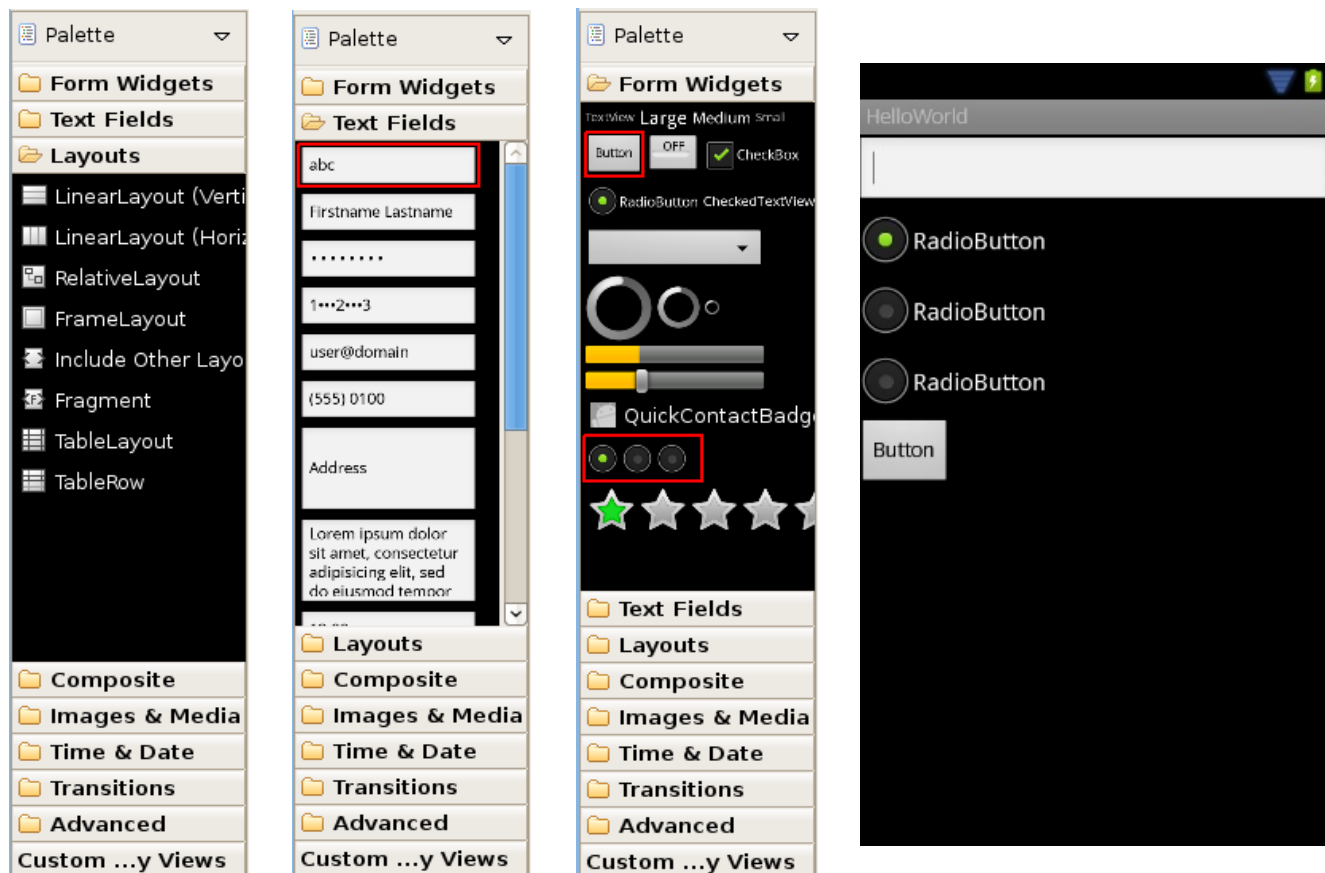 Palette
Form Widgets
Text Fields
Layouts
LinearLayout (Verti
LinearLayout (Horiz
RelativeLayout
FrameLayout
Include Other Layo
Fragment
TableLayout
TableRow
Composite
Images & Media
Time & Date
Transitions
Advanced
Custom ...y Views
Palette
Form Widgets
Text Fields
abc
Firstname Lastname
••••••••
1•••2•••3
user@domain
(555) 0100
Address
Lorem ipsum dolor
sit amet, consectetur
adipisicing elit, sed
do eiusmod tempor
Layouts
Composite
Images & Media
Time & Date
Transitions
Advanced
Custom ...y Views
Palette
Form Widgets
TextView Large Medium Small
Button OFF CheckBox
RadioButton CheckedTextView
QuickContactBadg
Text Fields
Layouts
Composite
Images & Media
Time & Date
Transitions
Advanced
Custom ...y Views
HelloWorld
RadioButton
RadioButton
RadioButton
Button